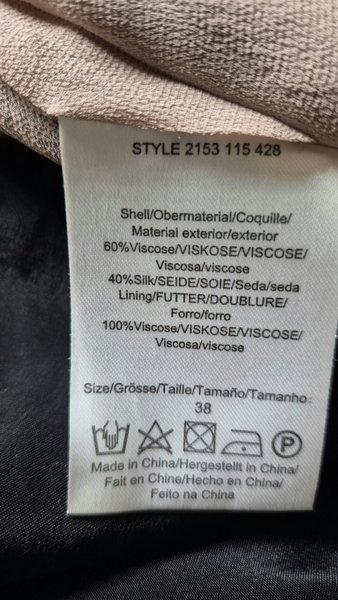 STYLE 2153 115 428
Shell/Obermaterial/Coquille/
Material exterior/exterior
60%Viscose/VISKOSE/VISCOSE/
Viscosa/viscose
40%Silk/SEIDE/SOIE/Seda/seda
Lining/FUTTER/DOUBLURE/
Forro/forro
100%Viscose/VISKOSE/VISCOSE/
Viscosa/viscose
Size/Grösse/Taille/Tamaño/Tamanho:
38
P
Made in China/Hergestellt in China/
Fait en Chine/Hecho en China/
Feito na China